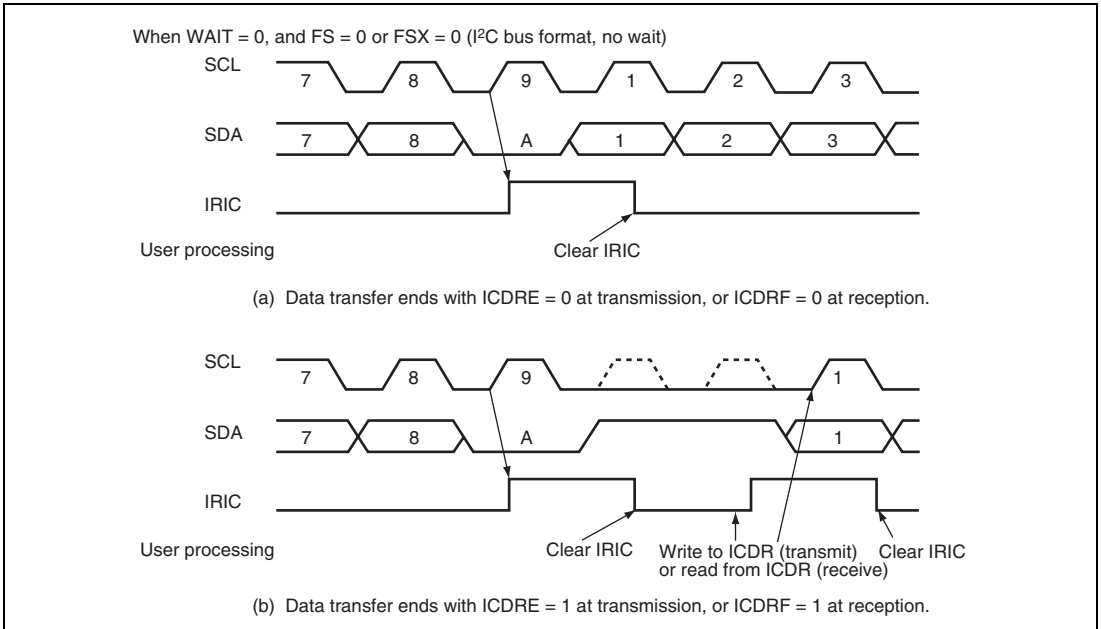 When WAIT = 0, and FS = 0 or FSX = 0 (I²C bus format, no wait)
SCL
7 8 9 1 2 3
SDA
7 8 A 1 2 3
IRIC
User processing
Clear IRIC
(a) Data transfer ends with ICDRE = 0 at transmission, or ICDRF = 0 at reception.
SCL
7 8 9 1
SDA
7 8 A 1
IRIC
User processing
Clear IRIC
Write to ICDR (transmit)
or read from ICDR (receive)
Clear IRIC
(b) Data transfer ends with ICDRE = 1 at transmission, or ICDRF = 1 at reception.